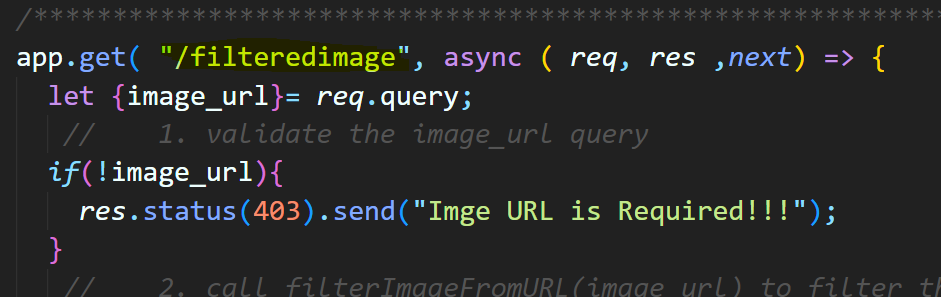 /**************************************************************
app.get( "/filteredimage", async ( req, res ,next) => {
let {image_url}= req.query;
//    1. validate the image_url query
if(!image_url){
res.status(403).send("Imge URL is Required!!!");
}
//    2. call filterImageFromURL(image_url) to filter